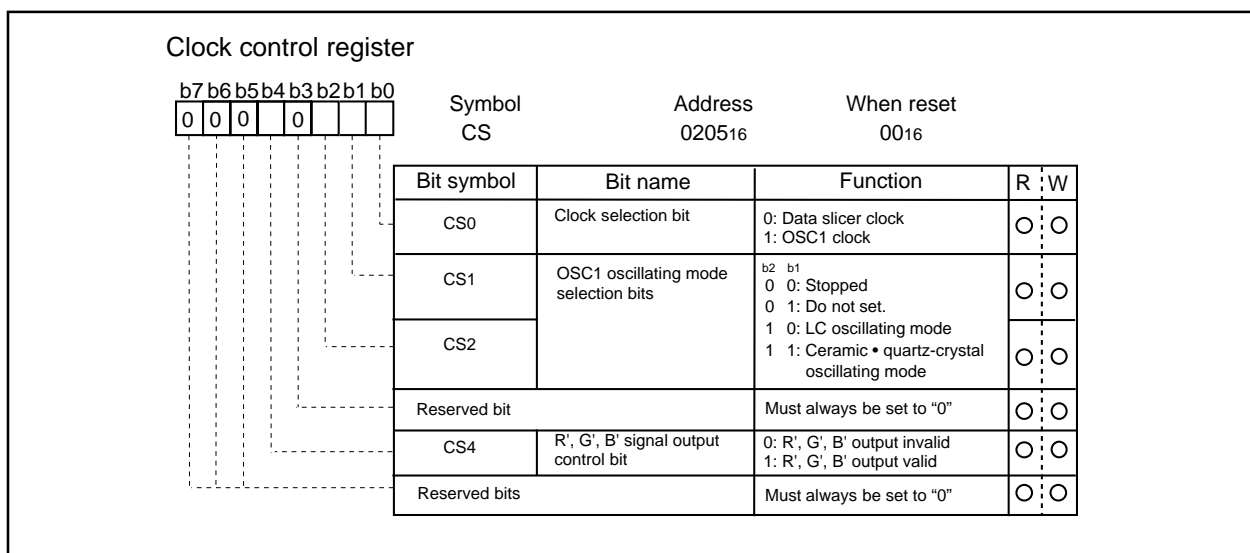 Clock control register
b7 b6 b5 b4 b3 b2 b1 b0
0 0 0 0
Symbol Address When reset
CS 020516 0016
Bit symbol Bit name Function R W
CS0 Clock selection bit 0: Data slicer clock
1: OSC1 clock
CS1 OSC1 oscillating mode selection bits b2 b1
0 0: Stopped
0 1: Do not set.
CS2 1 0: LC oscillating mode
1 1: Ceramic • quartz-crystal
oscillating mode
Reserved bit Must always be set to “0”
CS4 R', G', B' signal output control bit 0: R', G', B' output invalid
1: R', G', B' output valid
Reserved bits Must always be set to “0”